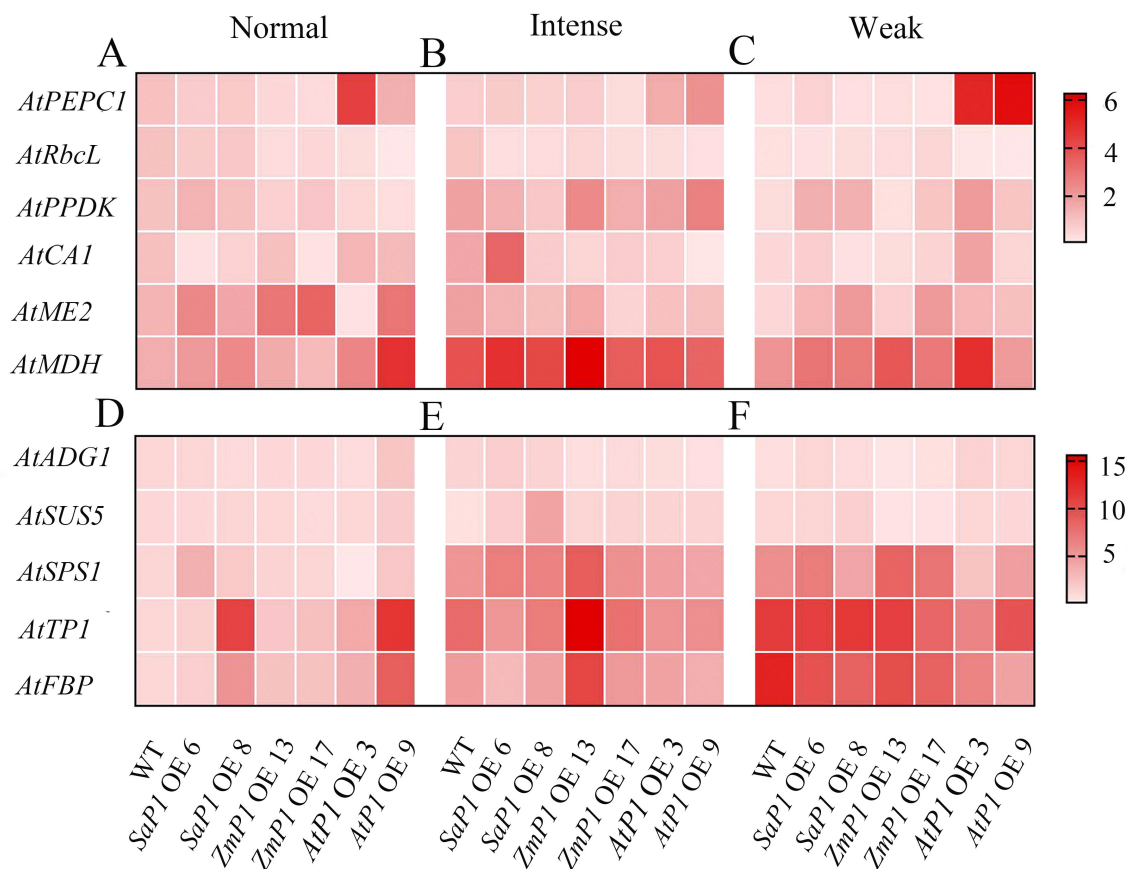 Normal
Intense
Weak
A
B
C
AtPEPC1
AtRbcL
AtPPDK
AtCA1
AtME2
AtMDH
6
4
2
D
E
F
AtADG1
AtSUS5
AtSPS1
AtTP1
AtFBP
15
10
5
WT
SaP1 OE 6
SaP1 OE 8
ZmP1 OE 13
ZmP1 OE 17
AtP1 OE 3
AtP1 OE 9
WT
SaP1 OE 6
SaP1 OE 8
ZmP1 OE 13
ZmP1 OE 17
AtP1 OE 3
AtP1 OE 9
WT
SaP1 OE 6
SaP1 OE 8
ZmP1 OE 13
ZmP1 OE 17
AtP1 OE 3
AtP1 OE 9